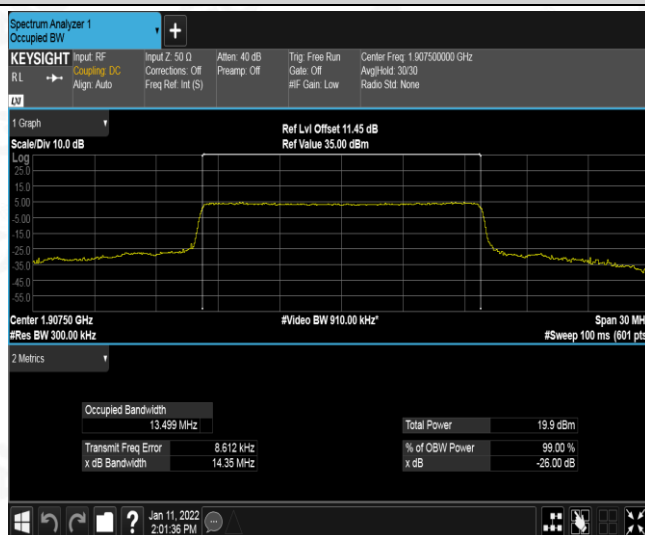 Spectrum Analyzer 1
Occupied BW
+
KEYSIGHT
RL
LXI
Input: RF
Coupling: DC
Align: Auto
Input Z: 50 Ω
Corrections: Off
Freq Ref: Int (S)
Atten: 40 dB
Preamp: Off
Trig: Free Run
Gate: Off
#IF Gain: Low
Center Freq: 1.907500000 GHz
Avg|Hold: 30/30
Radio Std: None
1 Graph
Scale/Div 10.0 dB
Ref Lvl Offset 11.45 dB
Ref Value 35.00 dBm
Log
25.0
15.0
5.00
-5.00
-15.0
-25.0
-35.0
-45.0
-55.0
Center 1.90750 GHz
#Res BW 300.00 kHz
#Video BW 910.00 kHz*
Span 30 MH
#Sweep 100 ms (601 pts
2 Metrics
Occupied Bandwidth
13.499 MHz
Transmit Freq Error 8.612 kHz
x dB Bandwidth 14.35 MHz
Total Power 19.9 dBm
% of OBW Power 99.00 %
x dB -26.00 dB
?
Jan 11, 2022
2:01:36 PM